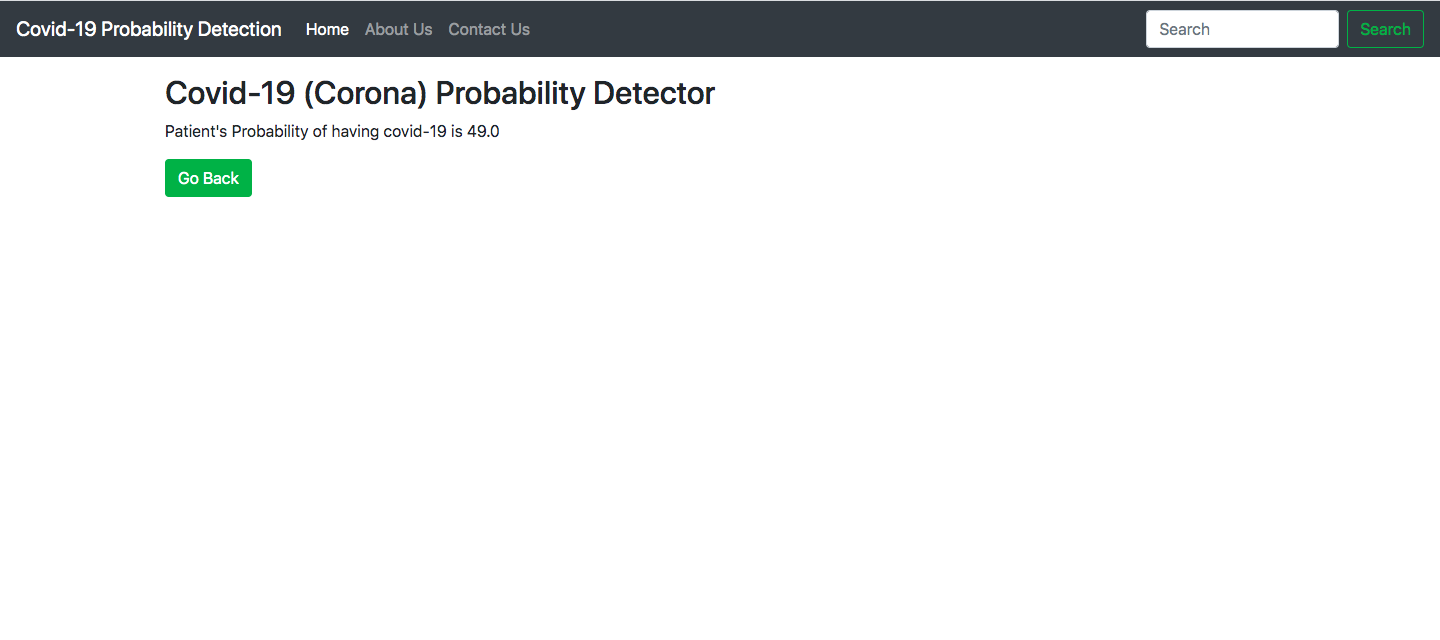 Covid-19 Probability Detection Home About Us Contact Us Search Search
Covid-19 (Corona) Probability Detector
Patient's Probability of having covid-19 is 49.0
Go Back